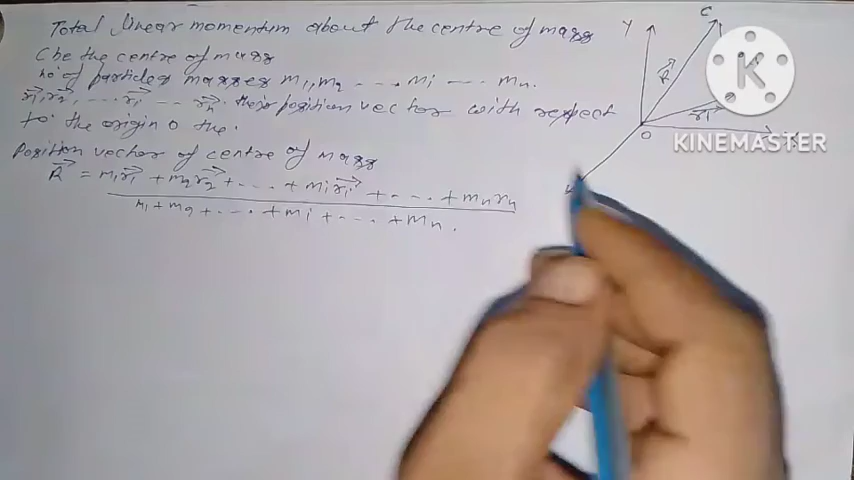 Total linear momentum about the centre of mass
C be the centre of mass
no of particles masses m1, m2 .... mi .... mn.
r1, r2, .... ri .. rn. their position vector with respect
to the origin o the.
Position vector of centre of mass
R = m1r1 + m2r2 + .... + miri + .... + mnrn
m1 + m2 + .... + mi + .... + mn.
Y
C
R
ri
O
K
KINEMASTER